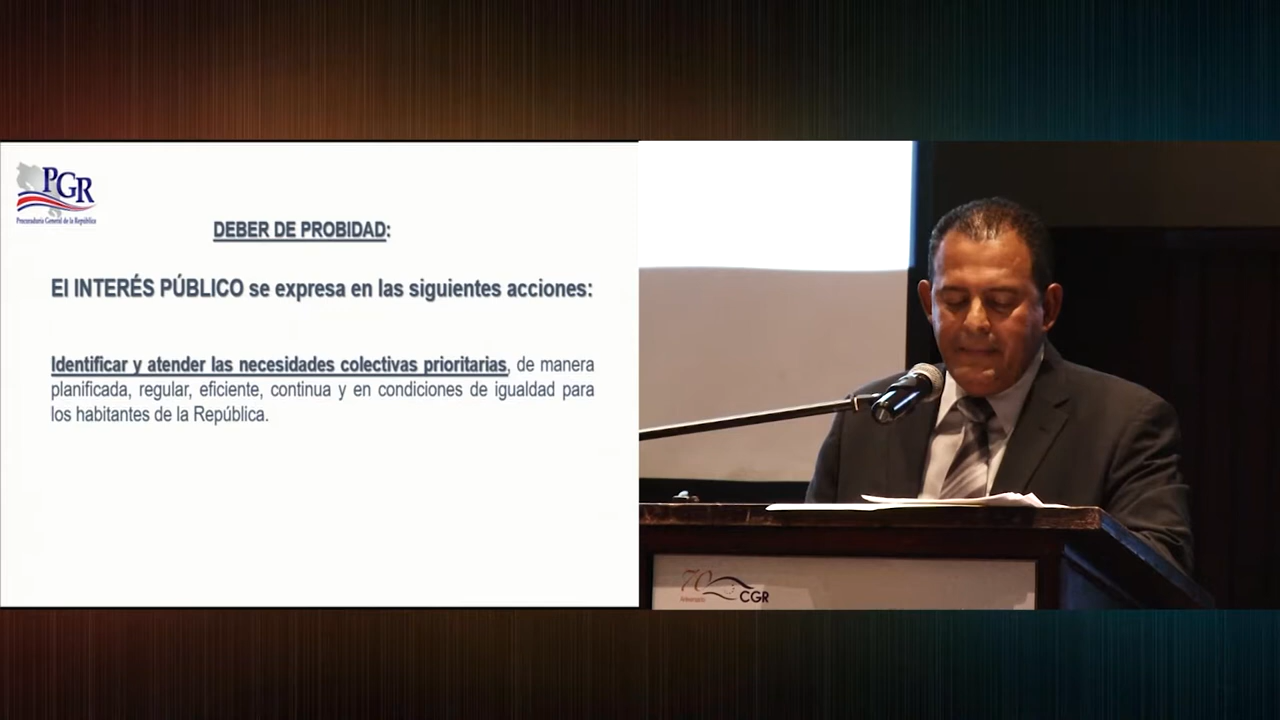 PGR
Procuraduría General de la República
DEBER DE PROBIDAD:
El INTERÉS PÚBLICO se expresa en las siguientes acciones:
Identificar y atender las necesidades colectivas prioritarias, de manera
planificada, regular, eficiente, continua y en condiciones de igualdad para
los habitantes de la República.
70
Aniversario
CGR